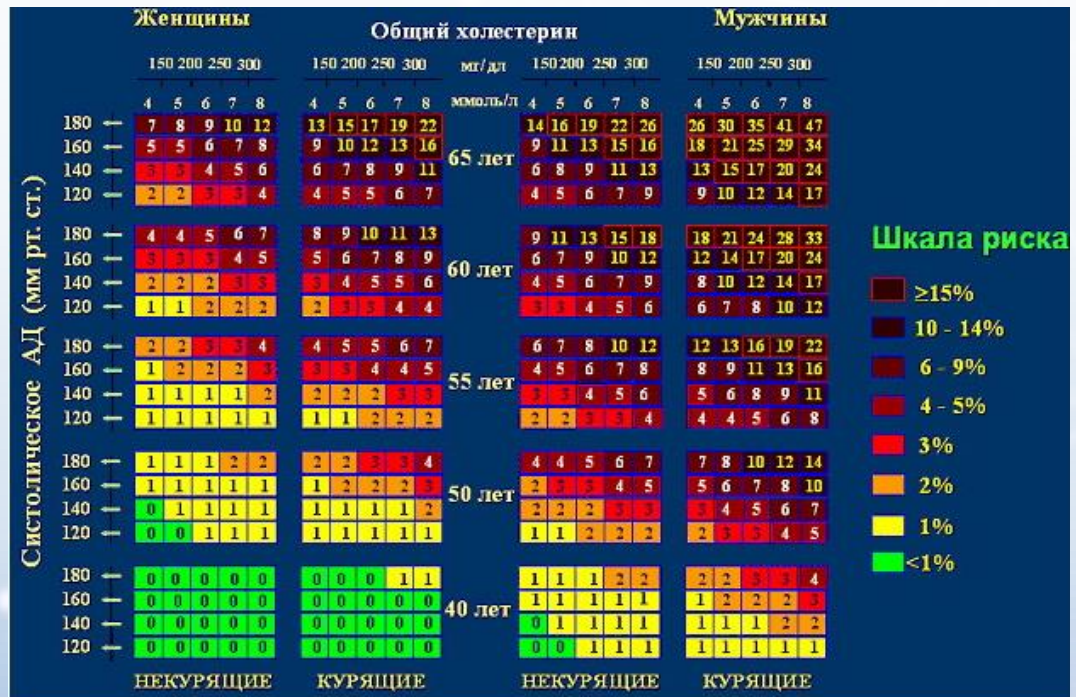 Женщины Мужчины
Общий холестерин
150 200 250 300 150 200 250 300 мг/дл 150 200 250 300 150 200 250 300
4 5 6 7 8 4 5 6 7 8 ммоль/л 4 5 6 7 8 4 5 6 7 8
Систолическое АД (мм рт. ст.)
180 7 8 9 10 12 13 15 17 19 22 14 16 19 22 26 26 30 35 41 47
160 5 5 6 7 8 9 10 12 13 16 9 11 13 15 16 18 21 25 29 34
65 лет
140 3 3 4 5 6 6 7 8 9 11 6 8 9 11 13 13 15 17 20 24
120 2 2 3 3 4 4 5 5 6 7 4 5 6 7 9 9 10 12 14 17
180 4 4 5 6 7 8 9 10 11 13 9 11 13 15 18 18 21 24 28 33
160 3 3 3 4 5 5 6 7 8 9 6 7 9 10 12 12 14 17 20 24
60 лет
140 2 2 2 3 3 3 4 5 5 6 4 5 6 7 9 8 10 12 14 17
120 1 1 2 2 2 2 3 3 4 4 3 3 4 5 6 6 7 8 10 12
180 2 2 3 3 4 4 5 5 6 7 6 7 8 10 12 12 13 16 19 22
160 1 2 2 2 3 3 3 4 4 5 4 5 6 7 8 8 9 11 13 16
55 лет
140 1 1 1 1 2 2 2 2 3 3 3 3 4 5 6 5 6 8 9 11
120 1 1 1 1 1 1 1 2 2 2 2 2 3 3 4 4 4 5 6 8
180 1 1 1 2 2 2 2 3 3 4 4 4 5 6 7 7 8 10 12 14
160 1 1 1 1 1 1 2 2 2 3 2 3 3 4 5 5 6 7 8 10
50 лет
140 0 1 1 1 1 1 1 1 1 2 2 2 2 3 3 3 4 5 6 7
120 0 0 1 1 1 1 1 1 1 1 1 1 2 2 2 2 3 3 4 5
180 0 0 0 0 0 0 0 0 1 1 1 1 1 2 2 2 2 3 3 4
160 0 0 0 0 0 0 0 0 0 0 1 1 1 1 1 1 2 2 2 3
40 лет
140 0 0 0 0 0 0 0 0 0 0 0 1 1 1 1 1 1 1 2 2
120 0 0 0 0 0 0 0 0 0 0 0 0 1 1 1 1 1 1 1 1
НЕКУРЯЩИЕ КУРЯЩИЕ НЕКУРЯЩИЕ КУРЯЩИЕ
Шкала риска
≥15%
10 - 14%
6 - 9%
4 - 5%
3%
2%
1%
<1%